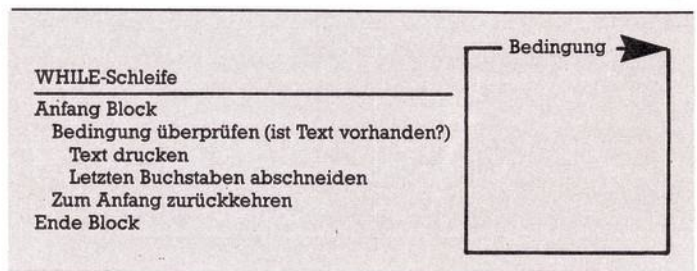 WHILE-Schleife
Anfang Block
Bedingung überprüfen (ist Text vorhanden?)
Text drucken
Letzten Buchstaben abschneiden
Zum Anfang zurückkehren
Ende Block
Bedingung